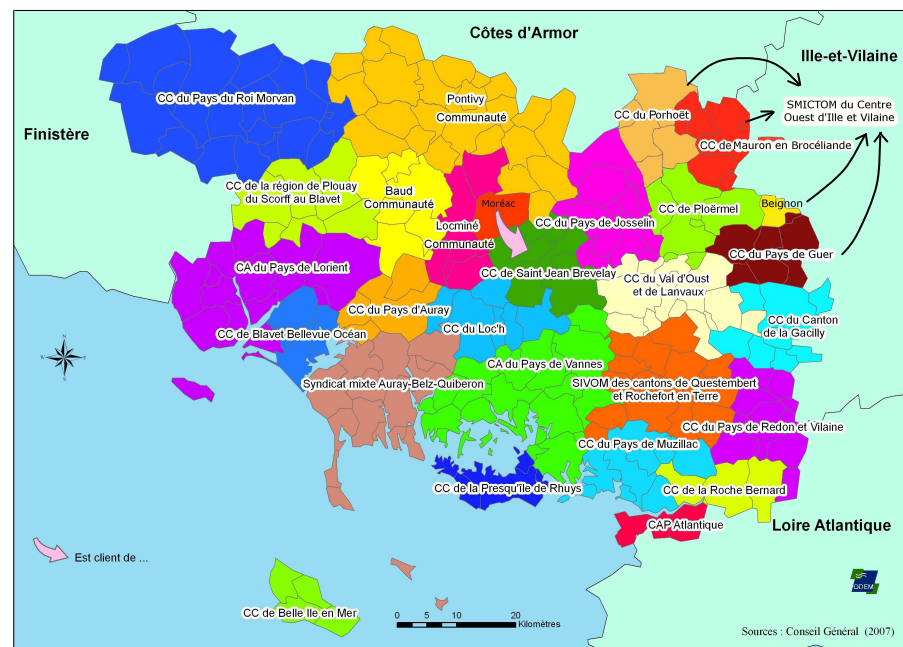 Côtes d'Armor
Ille-et-Vilaine
Finistère
CC du Pays du Roi Morvan
Pontivy
Communauté
CC du Porhoët
SMICTOM du Centre
Ouest d'Ille et Vilaine
CC de Mauron en Brocéliande
CC de la région de Plouay
du Scorff au Blavet
Baud
Communauté
Moréac
Locminé
Communauté
CC du Pays de Josselin
CC de Ploërmel
Beignon
CC du Pays de Guer
CA du Pays de Lorient
CC de Saint Jean Brevelay
CC du Val d'Oust
et de Lanvaux
CC du Pays d'Auray
CC du Loc'h
CC de Blavet Bellevue Océan
CC du Canton
de la Gacilly
CA du Pays de Vannes
Syndicat mixte Auray-Belz-Quiberon
SIVOM des cantons de Questembert
et Rochefort en Terre
CC du Pays de Redon et Vilaine
CC du Pays de Muzillac
CC de la Presqu'île de Rhuys
CC de la Roche Bernard
CAP Atlantique
Loire Atlantique
Est client de ...
CC de Belle Ile en Mer
0 5 10 20
Kilomètres
ODEM
Sources : Conseil Général (2007)